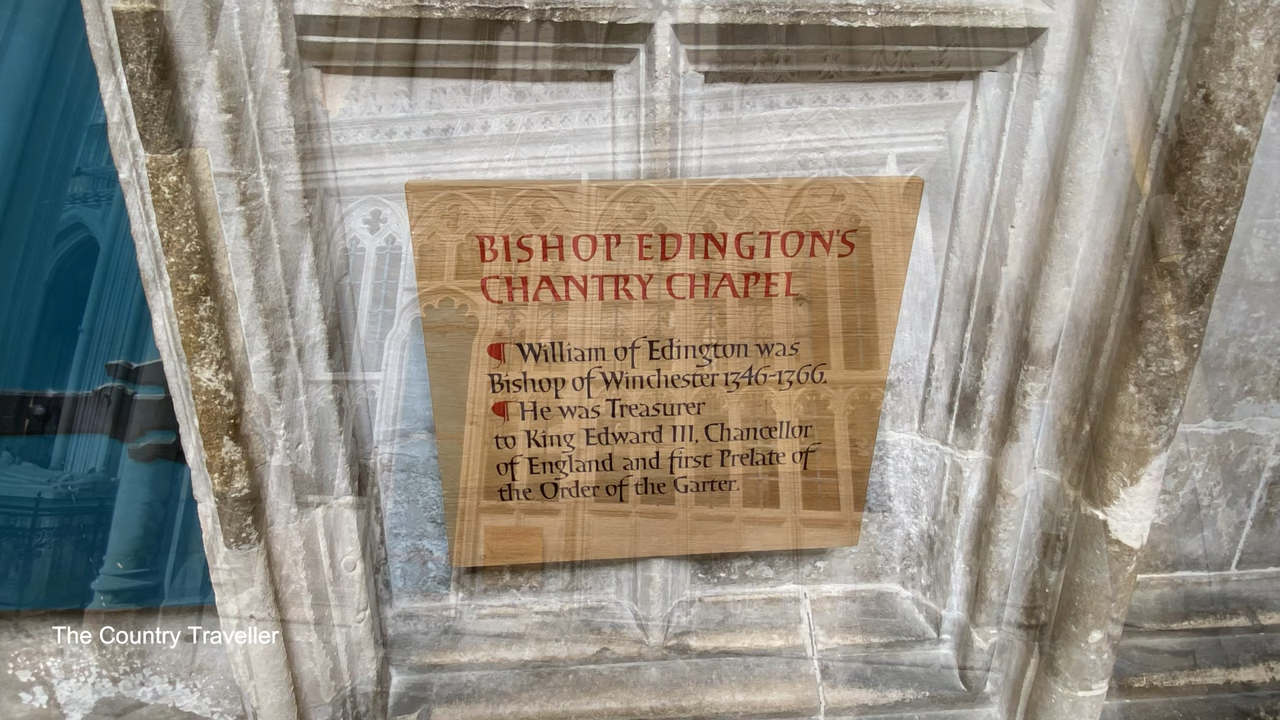 BISHOP EDINGTON'S
CHANTRY CHAPEL
¶ William of Edington was
Bishop of Winchester 1346-1366.
¶ He was Treasurer
to King Edward III, Chancellor
of England and first Prelate of
the Order of the Garter.
The Country Traveller